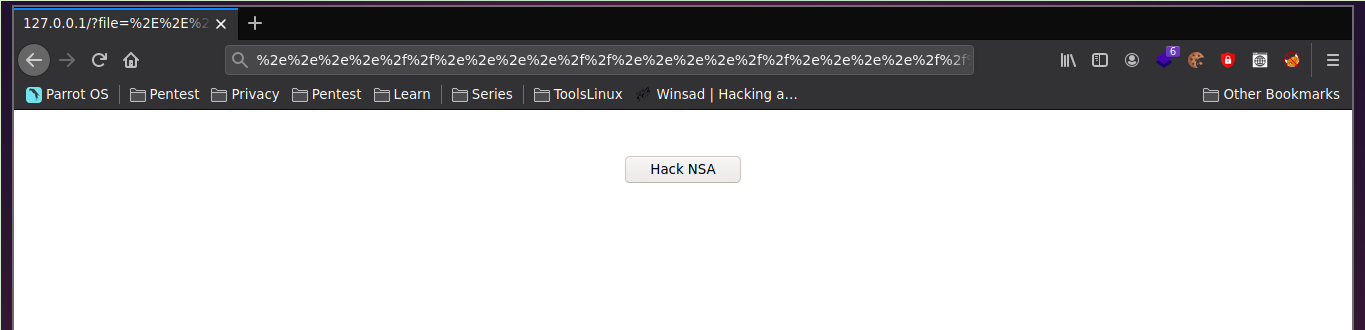 127.0.0.1/?file=%2E%2E%2
%2e%2e%2e%2e%2f%2f%2e%2e%2e%2e%2f%2f%2e%2e%2e%2e%2f%2f%2e%2e%2e%2e%2f%2f
6
Parrot OS Pentest Privacy Pentest Learn Series ToolsLinux Winsad | Hacking a... Other Bookmarks
Hack NSA